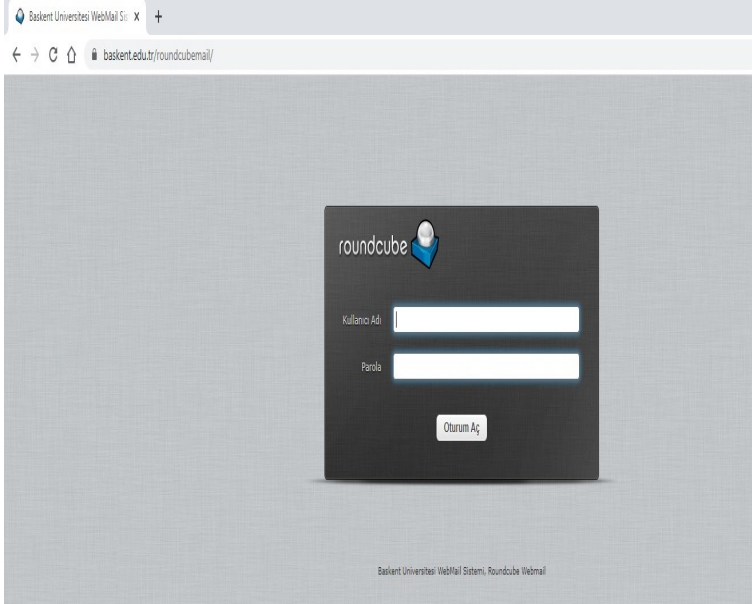 Baskent Universitesi WebMail Sis
baskent.edu.tr/roundcubemail/
roundcube
Kullanıcı Adı
Parola
Oturum Aç
Baskent Universitesi WebMail Sistemi, Roundcube Webmail